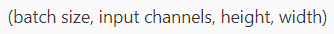 (batch size, input channels, height, width)